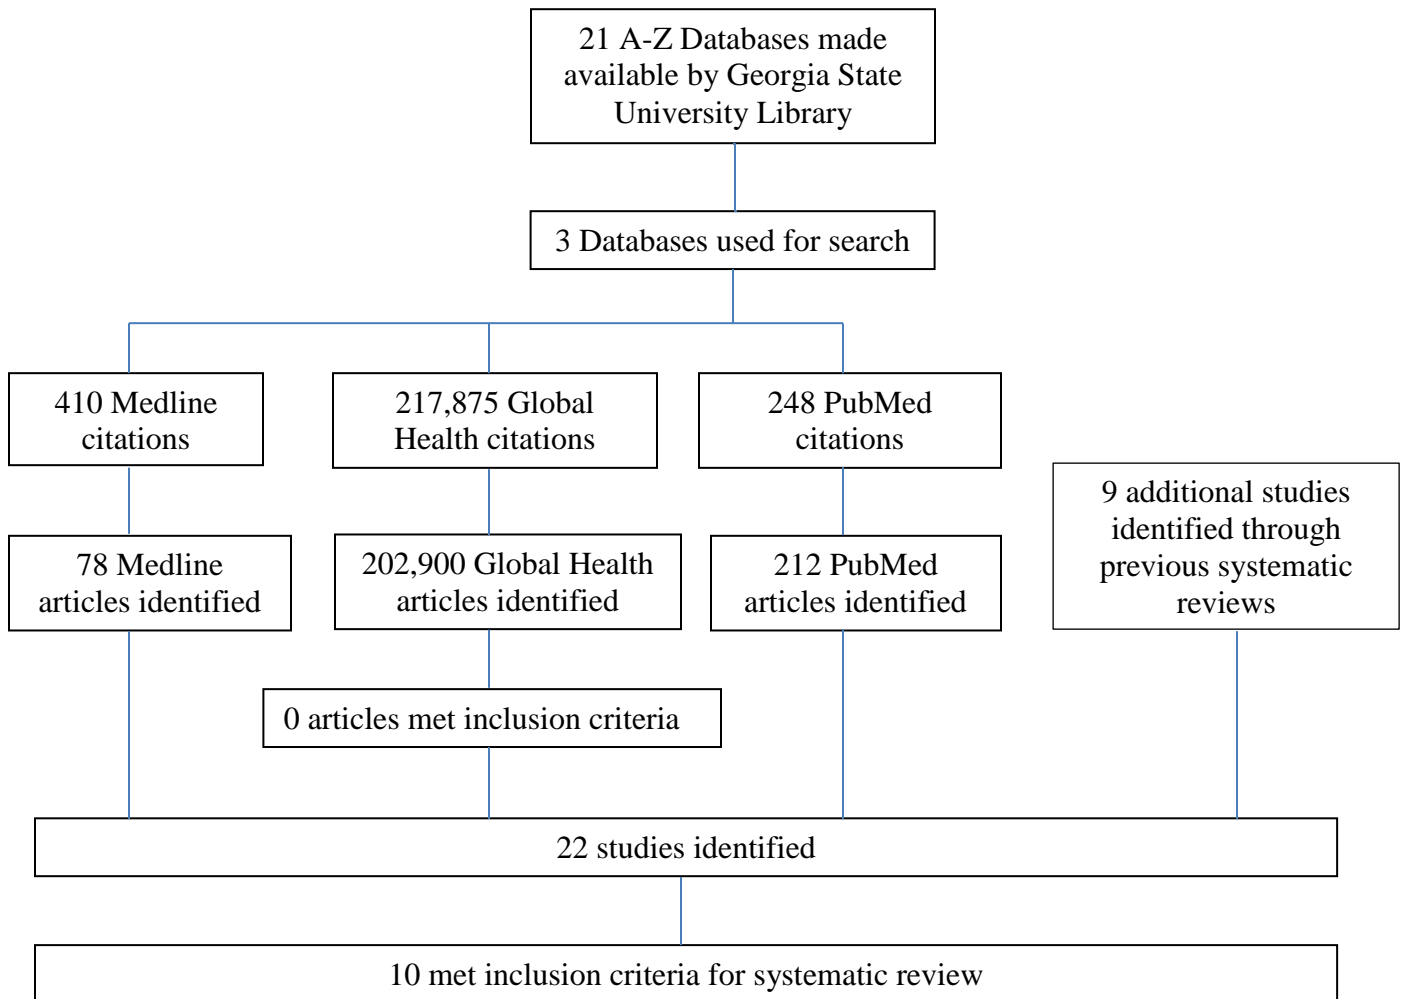 21 A-Z Databases made
available by Georgia State
University Library
3 Databases used for search
410 Medline
citations
217,875 Global
Health citations
248 PubMed
citations
9 additional studies
identified through
previous systematic
reviews
78 Medline
articles identified
202,900 Global Health
articles identified
212 PubMed
articles identified
0 articles met inclusion criteria
22 studies identified
10 met inclusion criteria for systematic review